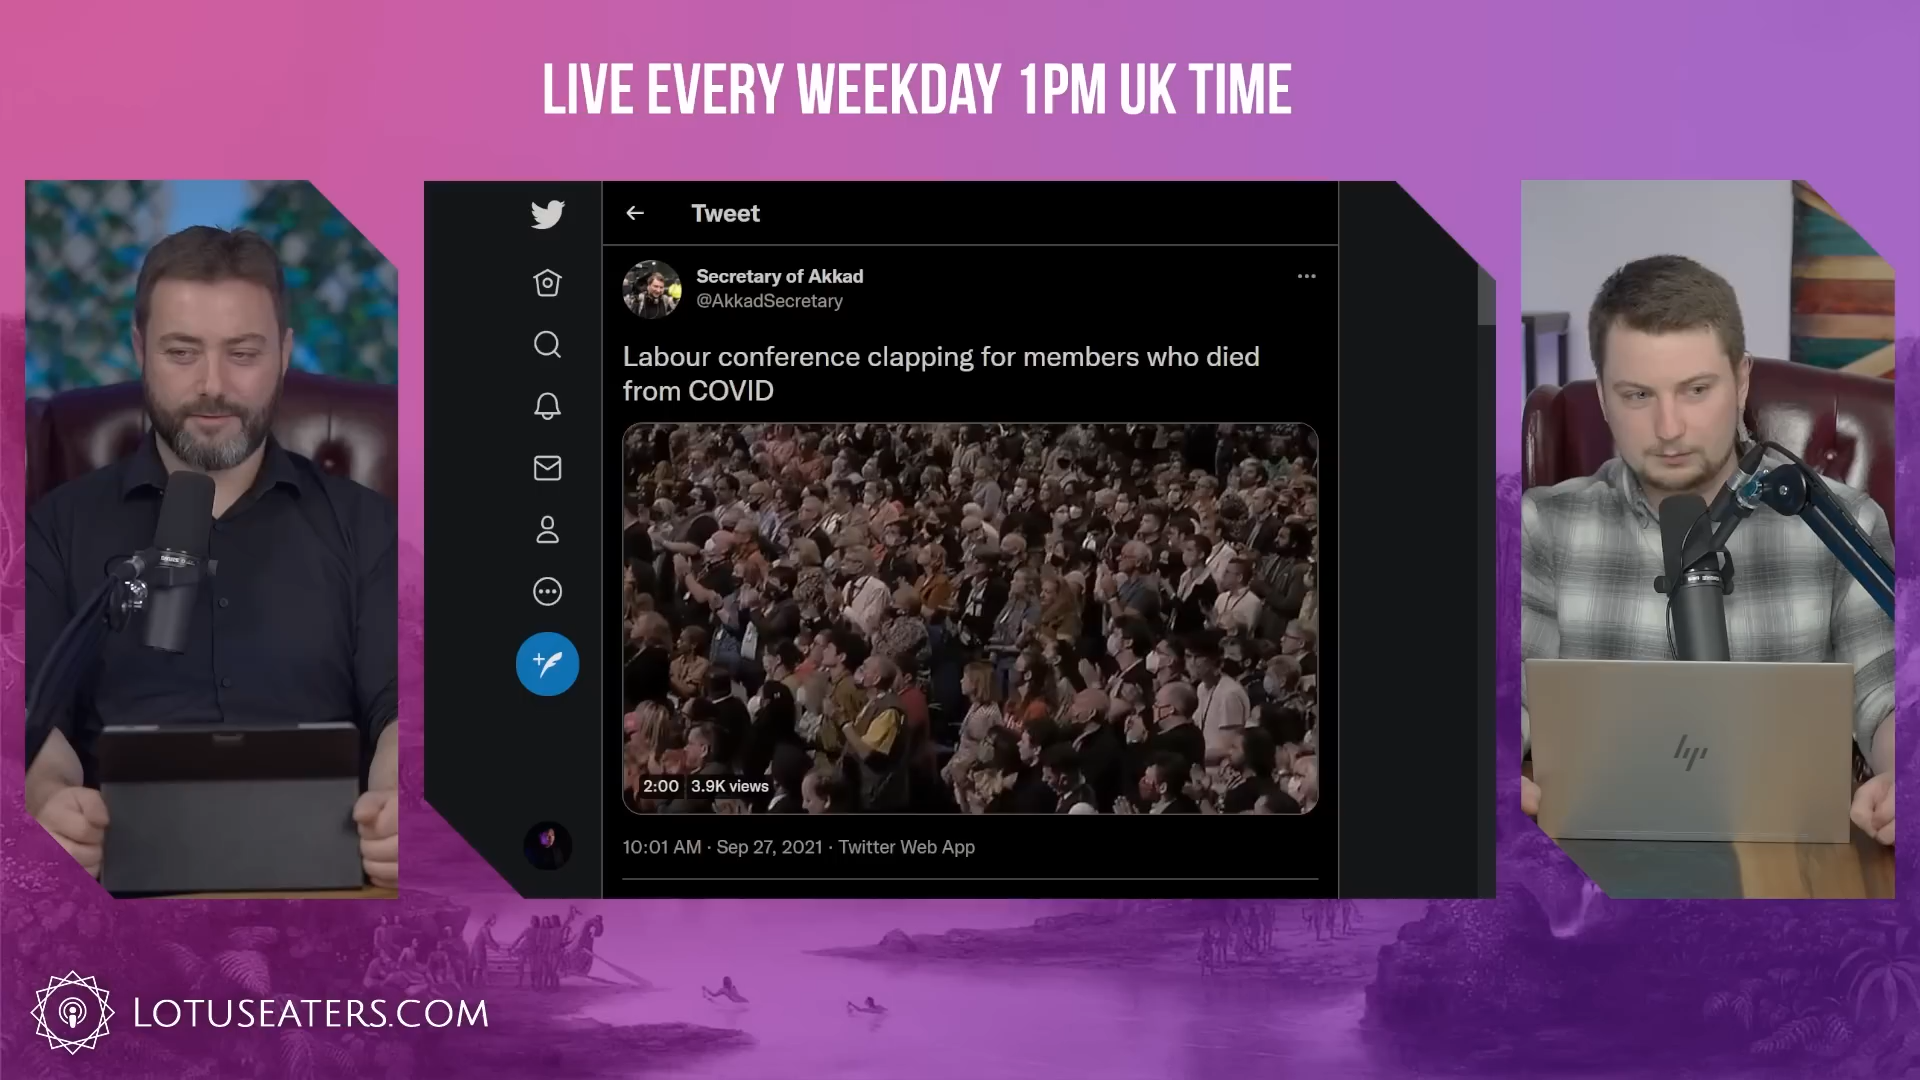 LIVE EVERY WEEKDAY 1PM UK TIME
Tweet
Secretary of Akkad
@AkkadSecretary
Labour conference clapping for members who died
from COVID
2:00 3.9K views
10:01 AM · Sep 27, 2021 · Twitter Web App
hp
LOTUSEATERS.COM